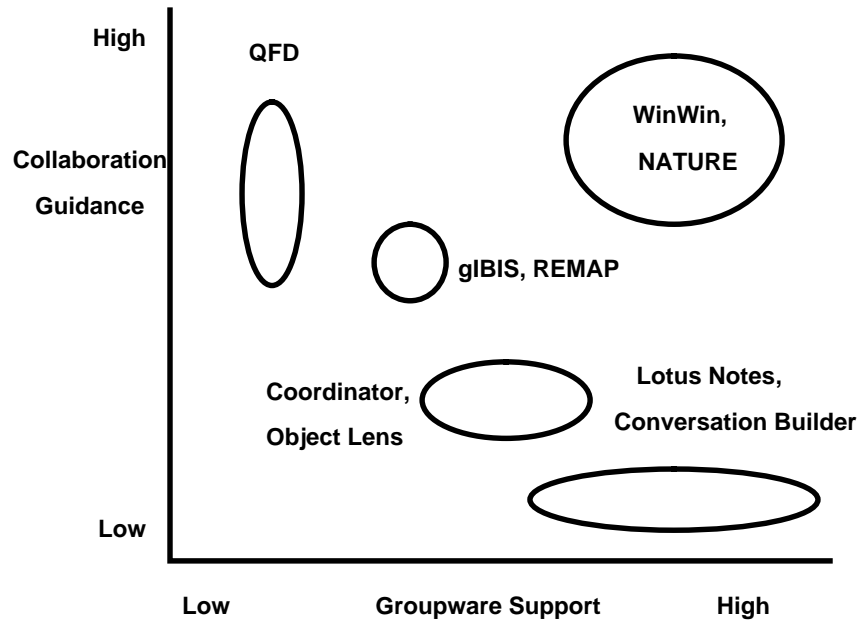 High
QFD
WinWin,
NATURE
Collaboration
Guidance
gIBIS, REMAP
Coordinator,
Object Lens
Lotus Notes,
Conversation Builder
Low
Low
Groupware Support
High